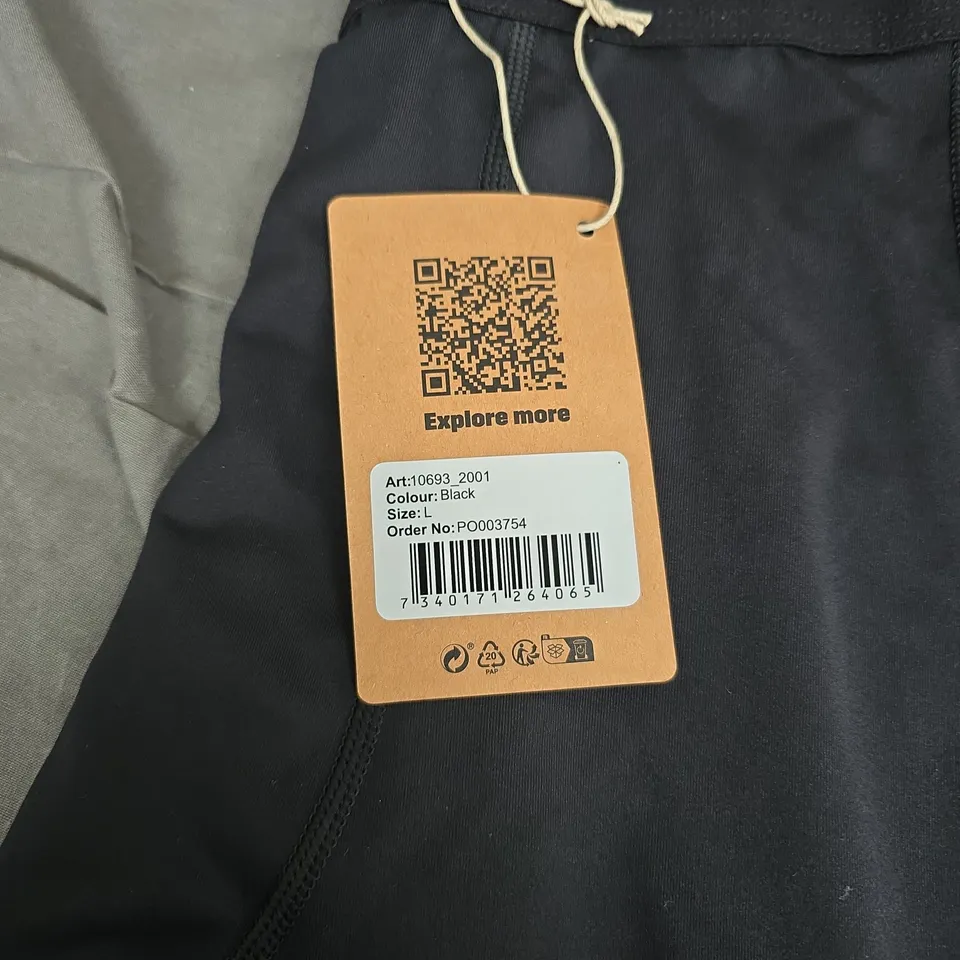 Explore more
Art:10693_2001
Colour: Black
Size: L
Order No: PO003754
7 340171 264065
®
20
PAP